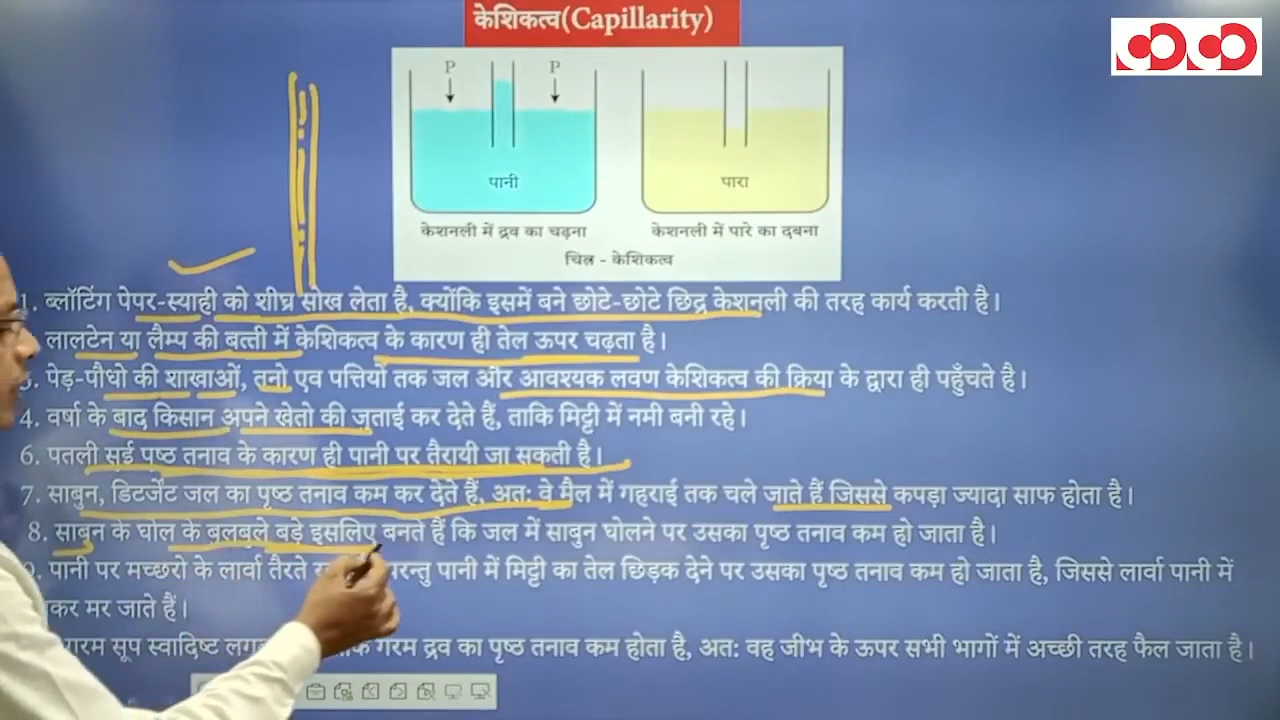 केशिकत्व(Capillarity)
P P
पानी पारा
केशनली में द्रव का चढ़ना केशनली में पारे का दबना
चित्र - केशिकत्व
1. ब्लॉटिंग पेपर-स्याही को शीघ्र सोख लेता है, क्योंकि इसमें बने छोटे-छोटे छिद्र केशनली की तरह कार्य करती है।
लालटेन या लैम्प की बत्ती में केशिकत्व के कारण ही तेल ऊपर चढ़ता है।
3. पेड़-पौधो की शाखाओं, तनो एव पत्तियों तक जल और आवश्यक लवण केशिकत्व की क्रिया के द्वारा ही पहुँचते है।
4. वर्षा के बाद किसान अपने खेतो की जुताई कर देते हैं, ताकि मिट्टी में नमी बनी रहे।
6. पतली सुई पृष्ठ तनाव के कारण ही पानी पर तैरायी जा सकती है।
7. साबुन, डिटर्जेंट जल का पृष्ठ तनाव कम कर देते हैं, अत: वे मैल में गहराई तक चले जाते हैं जिससे कपड़ा ज्यादा साफ होता है।
8. साबुन के घोल के बुलबुले बड़े इसलिए बनते हैं कि जल में साबुन घोलने पर उसका पृष्ठ तनाव कम हो जाता है।
9. पानी पर मच्छरो के लार्वा तैरते परन्तु पानी में मिट्टी का तेल छिड़क देने पर उसका पृष्ठ तनाव कम हो जाता है, जिससे लार्वा पानी में
कर मर जाते हैं।
गरम सूप स्वादिष्ट गरम द्रव का पृष्ठ तनाव कम होता है, अत: वह जीभ के ऊपर सभी भागों में अच्छी तरह फैल जाता है।